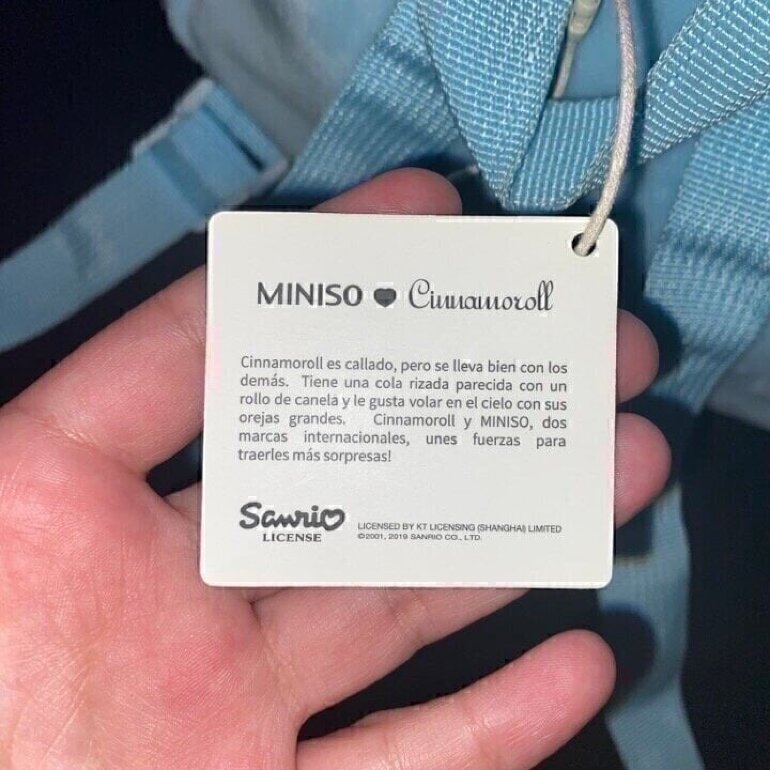 MINISO ♥ Cinnamoroll
Cinnamoroll es callado, pero se lleva bien con los
demás. Tiene una cola rizada parecida con un
rollo de canela y le gusta volar en el cielo con sus
orejas grandes. Cinnamoroll y MINISO, dos
marcas internacionales, unes fuerzas para
traerles más sorpresas!
Sanrio
LICENSE
LICENSED BY KT LICENSING (SHANGHAI) LIMITED
©2001, 2019 SANRIO CO., LTD.